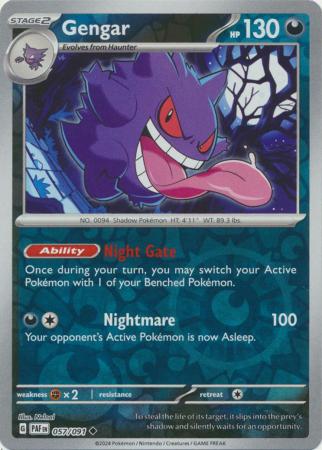 STAGE2 Gengar HP 130
Evolves from Haunter
NO. 0094 Shadow Pokémon HT: 4'11" WT: 89.3 lbs.
Ability Night Gate
Once during your turn, you may switch your Active
Pokémon with 1 of your Benched Pokémon.
Nightmare 100
Your opponent's Active Pokémon is now Asleep.
weakness ×2 resistance retreat
Illus. Nelnal
G PAF EN 057/091
To steal the life of its target, it slips into the prey's
shadow and silently waits for an opportunity.
©2024 Pokémon / Nintendo / Creatures / GAME FREAK